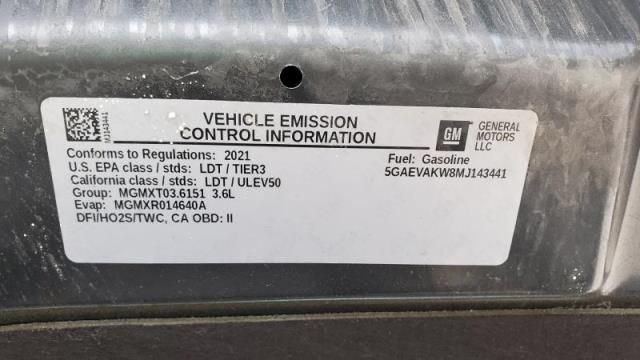 MJ143441
VEHICLE EMISSION
CONTROL INFORMATION
GM
GENERAL
MOTORS
LLC
Conforms to Regulations: 2021
U.S. EPA class / stds: LDT / TIER3
California class / stds: LDT / ULEV50
Group: MGMXT03.6151 3.6L
Evap: MGMXR014640A
DFI/HO2S/TWC, CA OBD: II
Fuel: Gasoline
5GAEVAKW8MJ143441